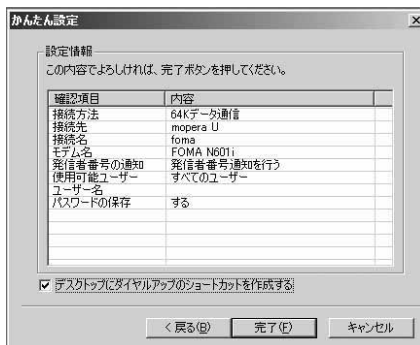 かんたん設定
設定情報
この内容でよろしければ、完了ボタンを押してください。
確認項目 内容
接続方法 64Kデータ通信
接続先 mopera U
接続名 foma
モデム名 FOMA N601i
発信者番号の通知 発信者番号通知を行う
使用可能ユーザー すべてのユーザー
ユーザー名
パスワードの保存 する
デスクトップにダイヤルアップのショートカットを作成する
< 戻る(B) 完了(F) キャンセル